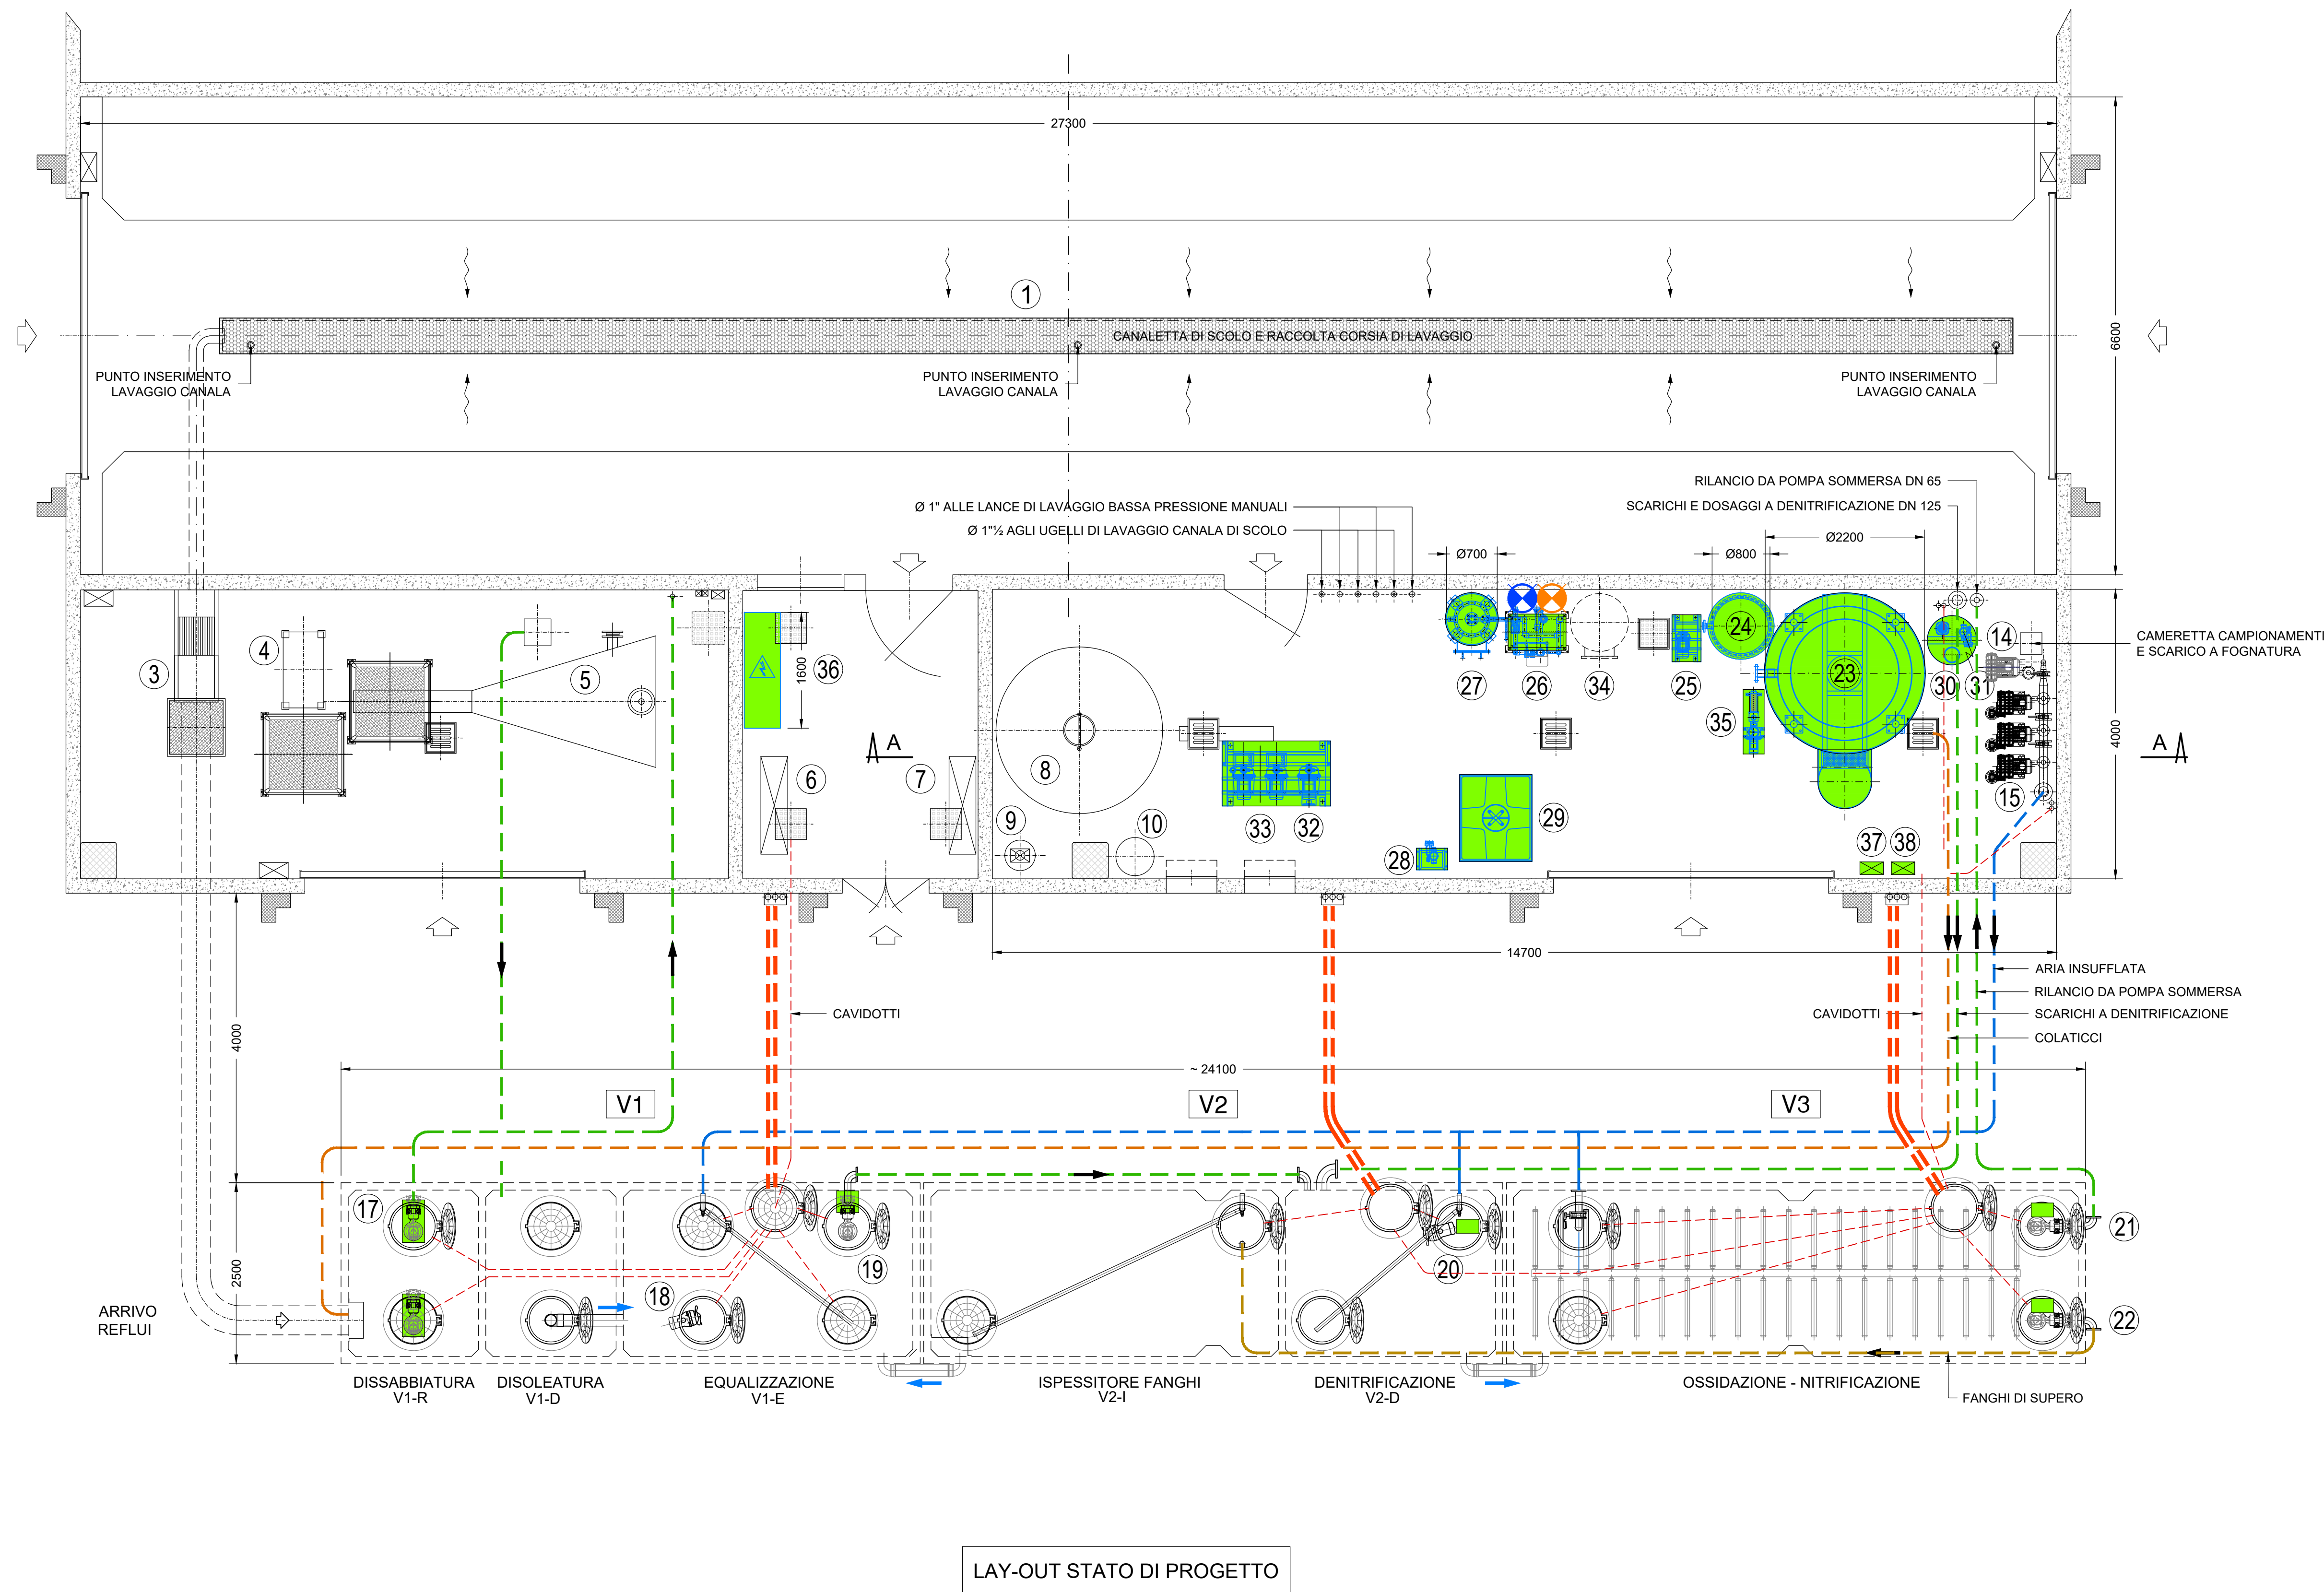 27300
1
CANALETTA DI SCOLO E RACCOLTA CORSIA DI LAVAGGIO
6600
PUNTO INSERIMENTO
LAVAGGIO CANALA
PUNTO INSERIMENTO
LAVAGGIO CANALA
PUNTO INSERIMENTO
LAVAGGIO CANALA
RILANCIO DA POMPA SOMMERSA DN 65
Ø 1" ALLE LANCE DI LAVAGGIO BASSA PRESSIONE MANUALI
SCARICHI E DOSAGGI A DENITRIFICAZIONE DN 125
Ø 1"½ AGLI UGELLI DI LAVAGGIO CANALA DI SCOLO
Ø2200
Ø700
Ø800
24
14
CAMERETTA CAMPIONAMENTI
E SCARICO A FOGNATURA
3
4
5
36
1600
27
26
34
25
23
30
31
35
4000
A
A
6
7
8
15
9
10
33
32
29
28
37
38
14700
ARIA INSUFFLATA
RILANCIO DA POMPA SOMMERSA
CAVIDOTTI
CAVIDOTTI
SCARICHI A DENITRIFICAZIONE
COLATICCI
4000
~ 24100
V1
V2
V3
17
19
21
2500
18
20
22
ARRIVO
REFLUI
DISSABBIATURA
V1-R
DISOLEATURA
V1-D
EQUALIZZAZIONE
V1-E
ISPESSITORE FANGHI
V2-I
DENITRIFICAZIONE
V2-D
OSSIDAZIONE - NITRIFICAZIONE
FANGHI DI SUPERO
LAY-OUT STATO DI PROGETTO